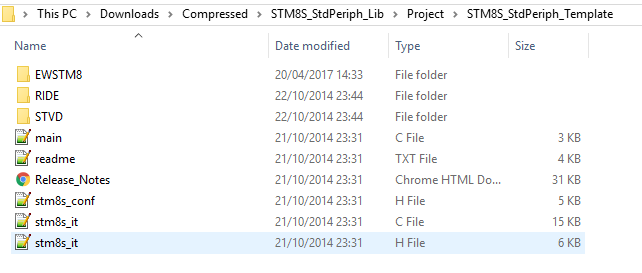 This PC > Downloads > Compressed > STM8S_StdPeriph_Lib > Project > STM8S_StdPeriph_Template
Name Date modified Type Size
EWSTM8 20/04/2017 14:33 File folder
RIDE 22/10/2014 23:44 File folder
STVD 22/10/2014 23:44 File folder
main 21/10/2014 23:31 C File 3 KB
readme 21/10/2014 23:31 TXT File 4 KB
Release_Notes 21/10/2014 23:31 Chrome HTML Do... 31 KB
stm8s_conf 21/10/2014 23:31 H File 5 KB
stm8s_it 21/10/2014 23:31 C File 15 KB
stm8s_it 21/10/2014 23:31 H File 6 KB